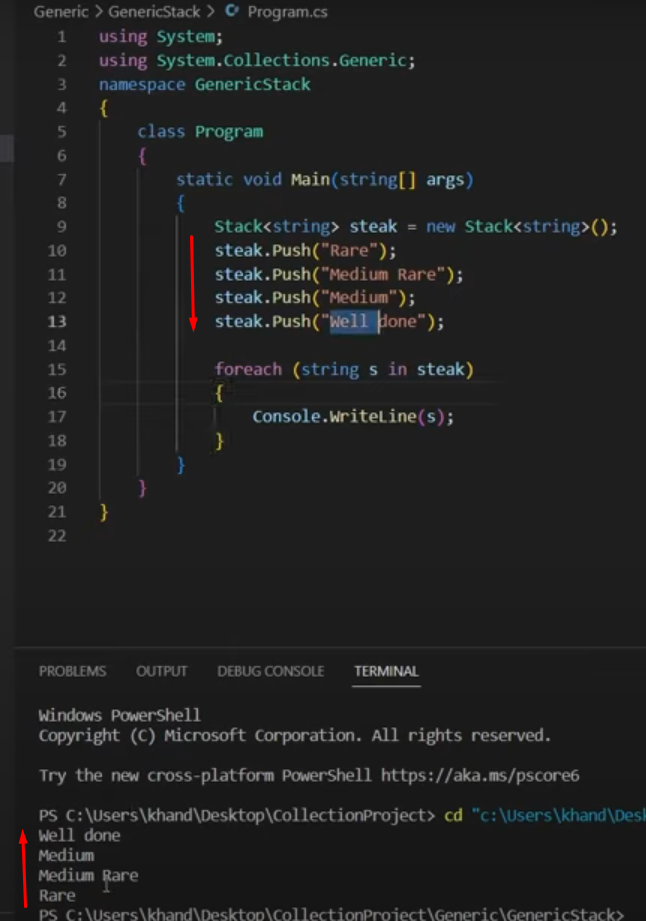 Generic > GenericStack > Program.cs
1 using System;
2 using System.Collections.Generic;
3 namespace GenericStack
4 {
5 class Program
6 {
7 static void Main(string[] args)
8 {
9 Stack<string> steak = new Stack<string>();
10 steak.Push("Rare");
11 steak.Push("Medium Rare");
12 steak.Push("Medium");
13 steak.Push("Well done");
14
15 foreach (string s in steak)
16 {
17 Console.WriteLine(s);
18 }
19 }
20 }
21 }
22
PROBLEMS OUTPUT DEBUG CONSOLE TERMINAL
Windows PowerShell
Copyright (C) Microsoft Corporation. All rights reserved.
Try the new cross-platform PowerShell https://aka.ms/pscore6
PS C:\Users\khand\Desktop\CollectionProject> cd "c:\Users\khand\Des
Well done
Medium
Medium Rare
Rare
PS C:\Users\khand\Desktop\CollectionProject\Generic\GenericStack>